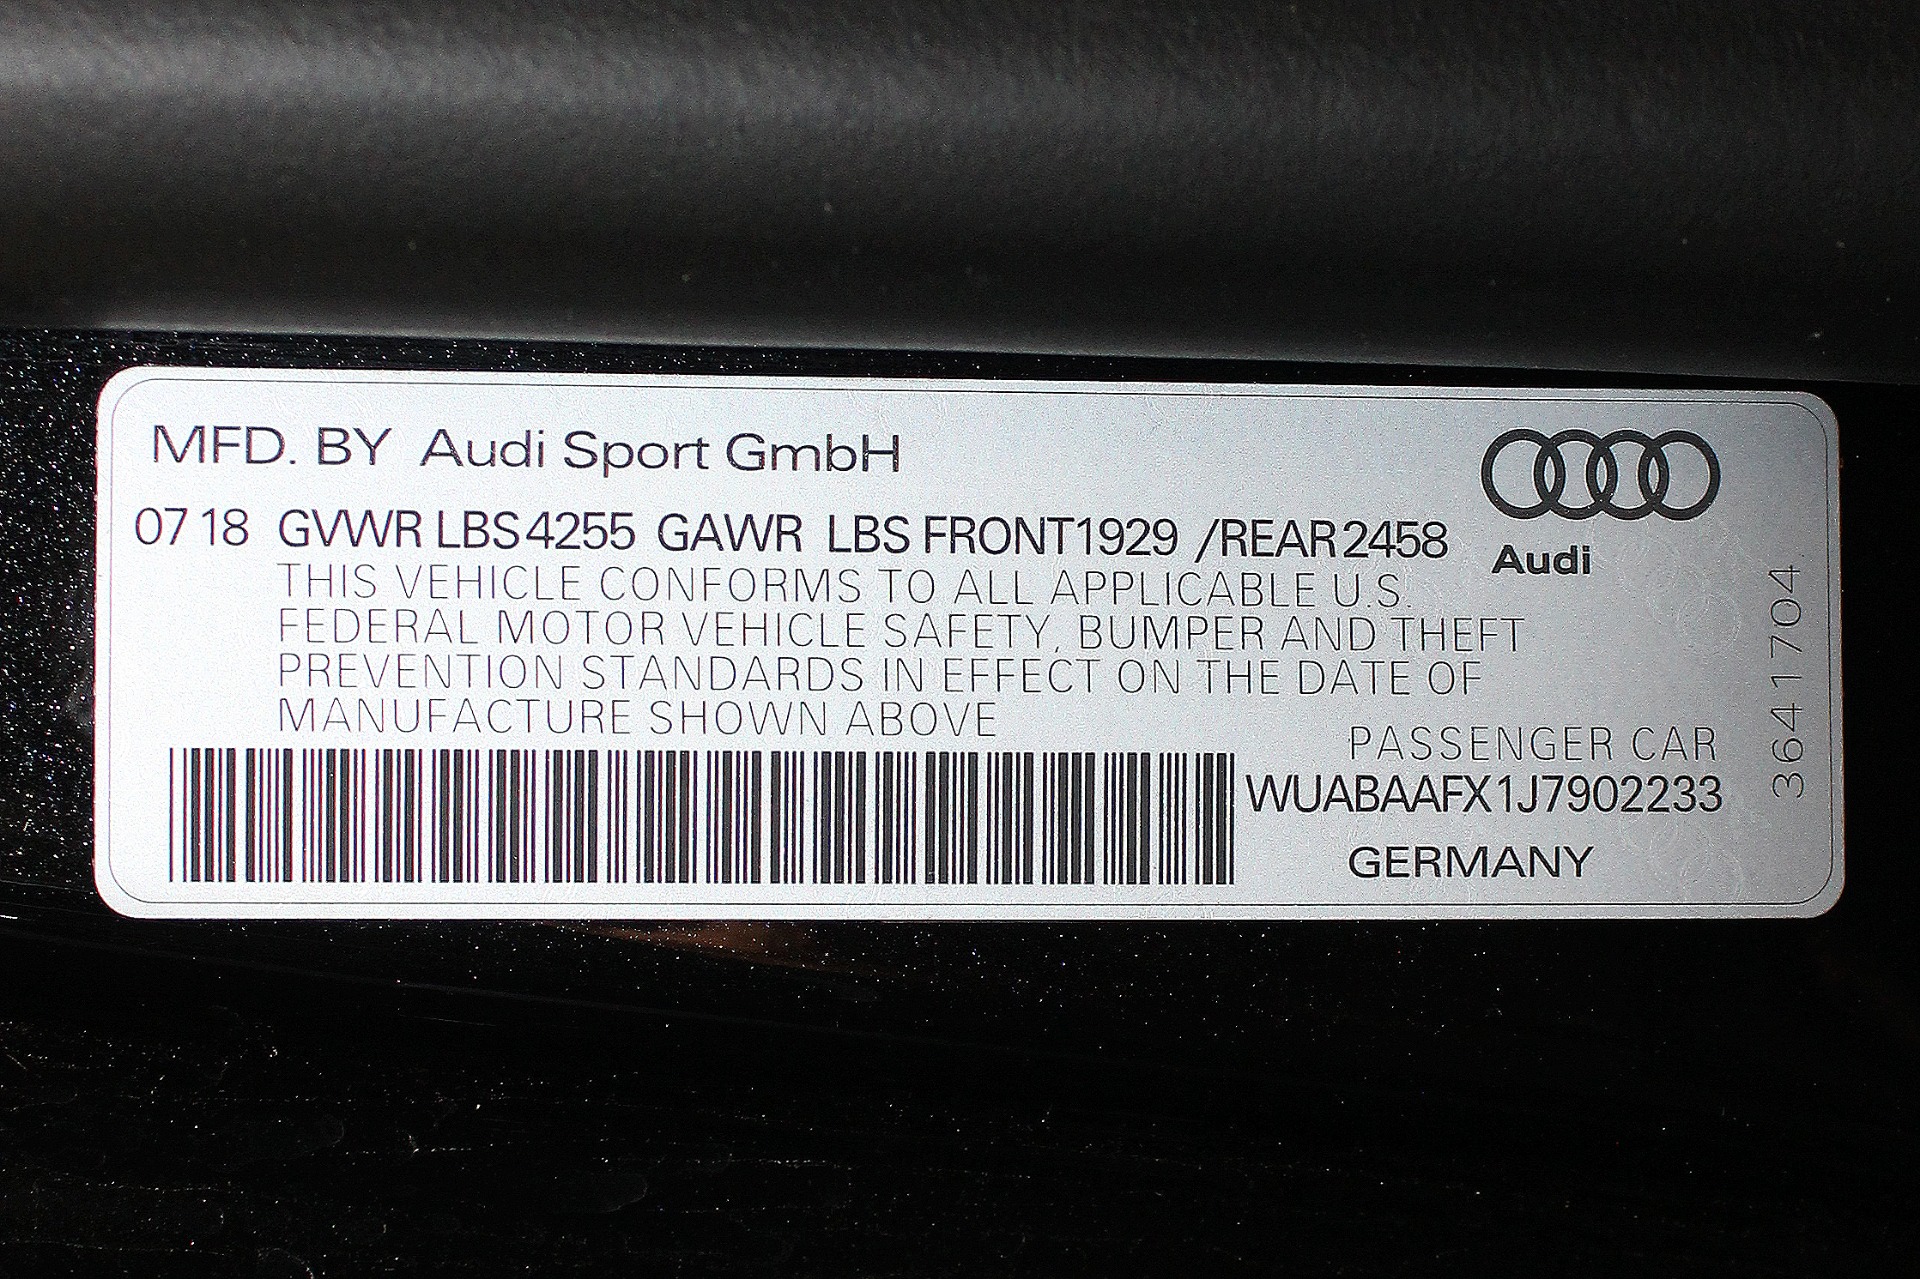 MFD. BY Audi Sport GmbH
07 18 GVWR LBS 4255 GAWR LBS FRONT 1929 /REAR 2458
Audi
THIS VEHICLE CONFORMS TO ALL APPLICABLE U.S.
FEDERAL MOTOR VEHICLE SAFETY, BUMPER AND THEFT
PREVENTION STANDARDS IN EFFECT ON THE DATE OF
MANUFACTURE SHOWN ABOVE
PASSENGER CAR
WUABAAFX1J7902233
GERMANY
3641704